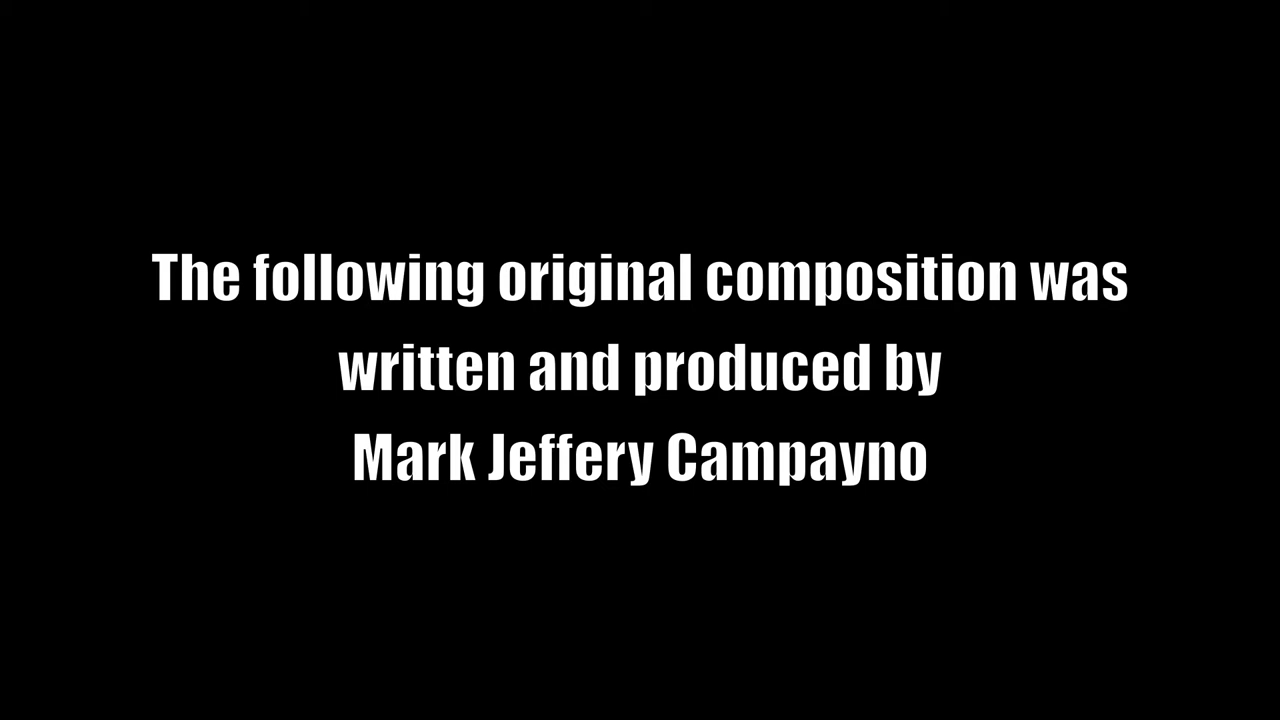 The following original composition was
written and produced by
Mark Jeffery Campayno